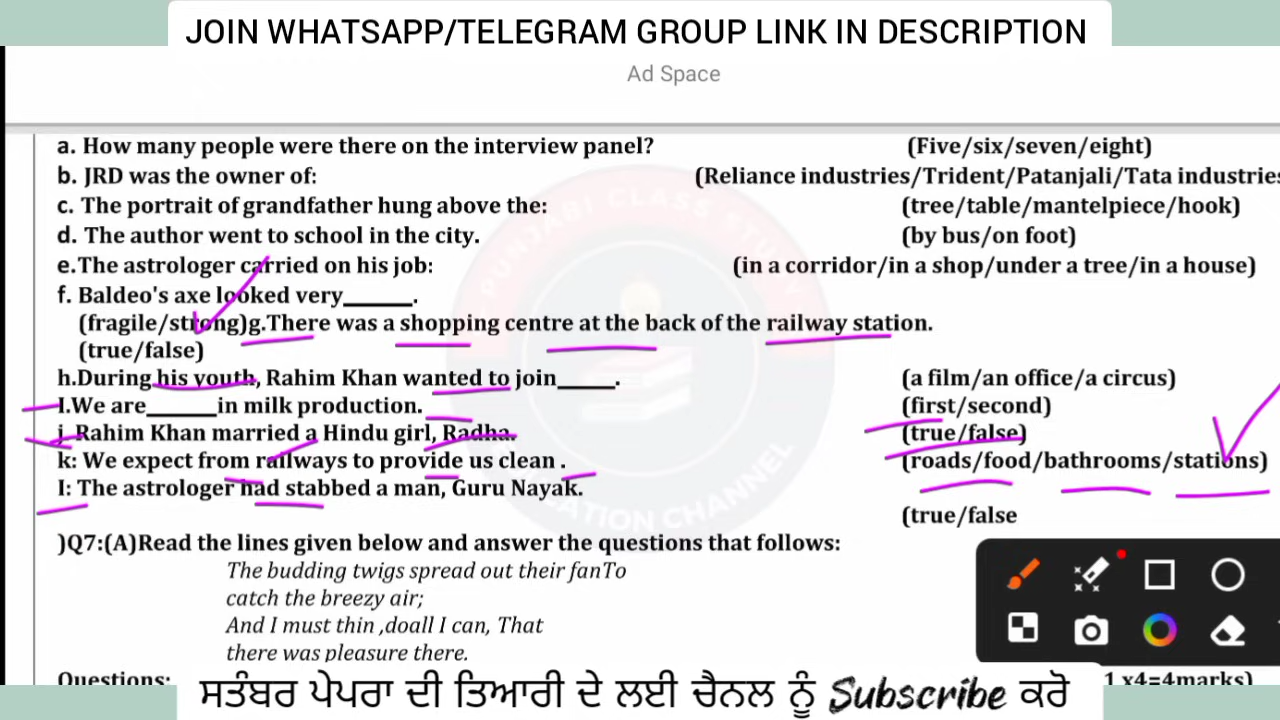 JOIN WHATSAPP/TELEGRAM GROUP LINK IN DESCRIPTION
Ad Space
a. How many people were there on the interview panel? (Five/six/seven/eight)
b. JRD was the owner of: (Reliance industries/Trident/Patanjali/Tata industries
c. The portrait of grandfather hung above the: (tree/table/mantelpiece/hook)
d. The author went to school in the city. (by bus/on foot)
e.The astrologer carried on his job: (in a corridor/in a shop/under a tree/in a house)
f. Baldeo's axe looked very______.
(fragile/strong)g.There was a shopping centre at the back of the railway station.
(true/false)
h.During his youth, Rahim Khan wanted to join_____. (a film/an office/a circus)
I.We are______in milk production. (first/second)
j. Rahim Khan married a Hindu girl, Radha. (true/false)
k: We expect from railways to provide us clean . (roads/food/bathrooms/stations)
I: The astrologer had stabbed a man, Guru Nayak.
(true/false
)Q7:(A)Read the lines given below and answer the questions that follows:
The budding twigs spread out their fanTo
catch the breezy air;
And I must thin ,doall I can, That
there was pleasure there.
Questions: 1 x4=4marks)
ਸਤੰਬਰ ਪੇਪਰਾ ਦੀ ਤਿਆਰੀ ਦੇ ਲਈ ਚੈਨਲ ਨੂੰ Subscribe ਕਰੋ